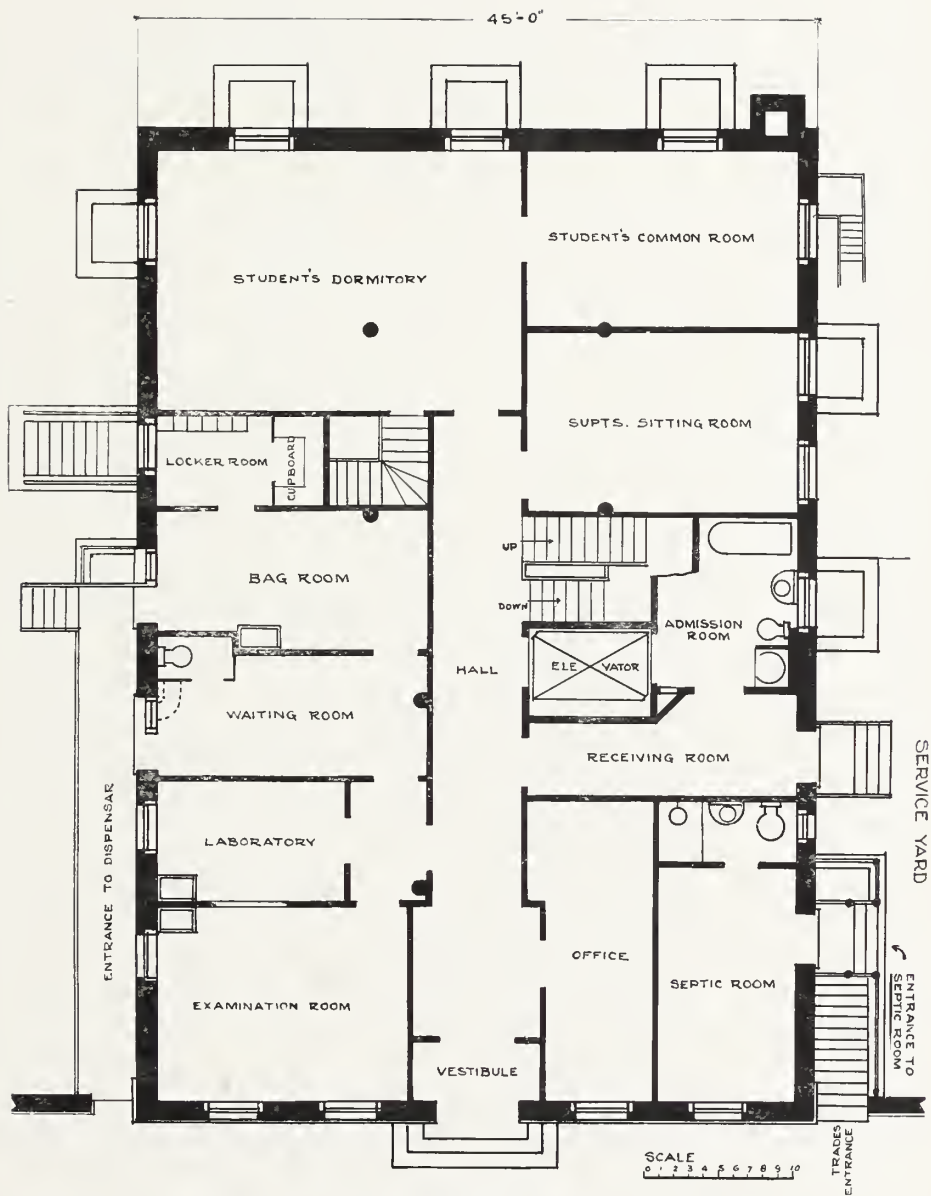 45'-0"
STUDENT'S COMMON ROOM
STUDENT'S DORMITORY
SUPTS. SITTING ROOM
LOCKER ROOM
CUPBOARD
UP
BAG ROOM
DOWN
ADMISSION
ROOM
HALL
ELE VATOR
WAITING ROOM
RECEIVING ROOM
SERVICE YARD
LABORATORY
ENTRANCE TO DISPENSAR
OFFICE
SEPTIC ROOM
EXAMINATION ROOM
ENTRANCE TO
SEPTIC ROOM
VESTIBULE
SCALE
0 1 2 3 4 5 6 7 8 9 10
TRADES
ENTRANCE